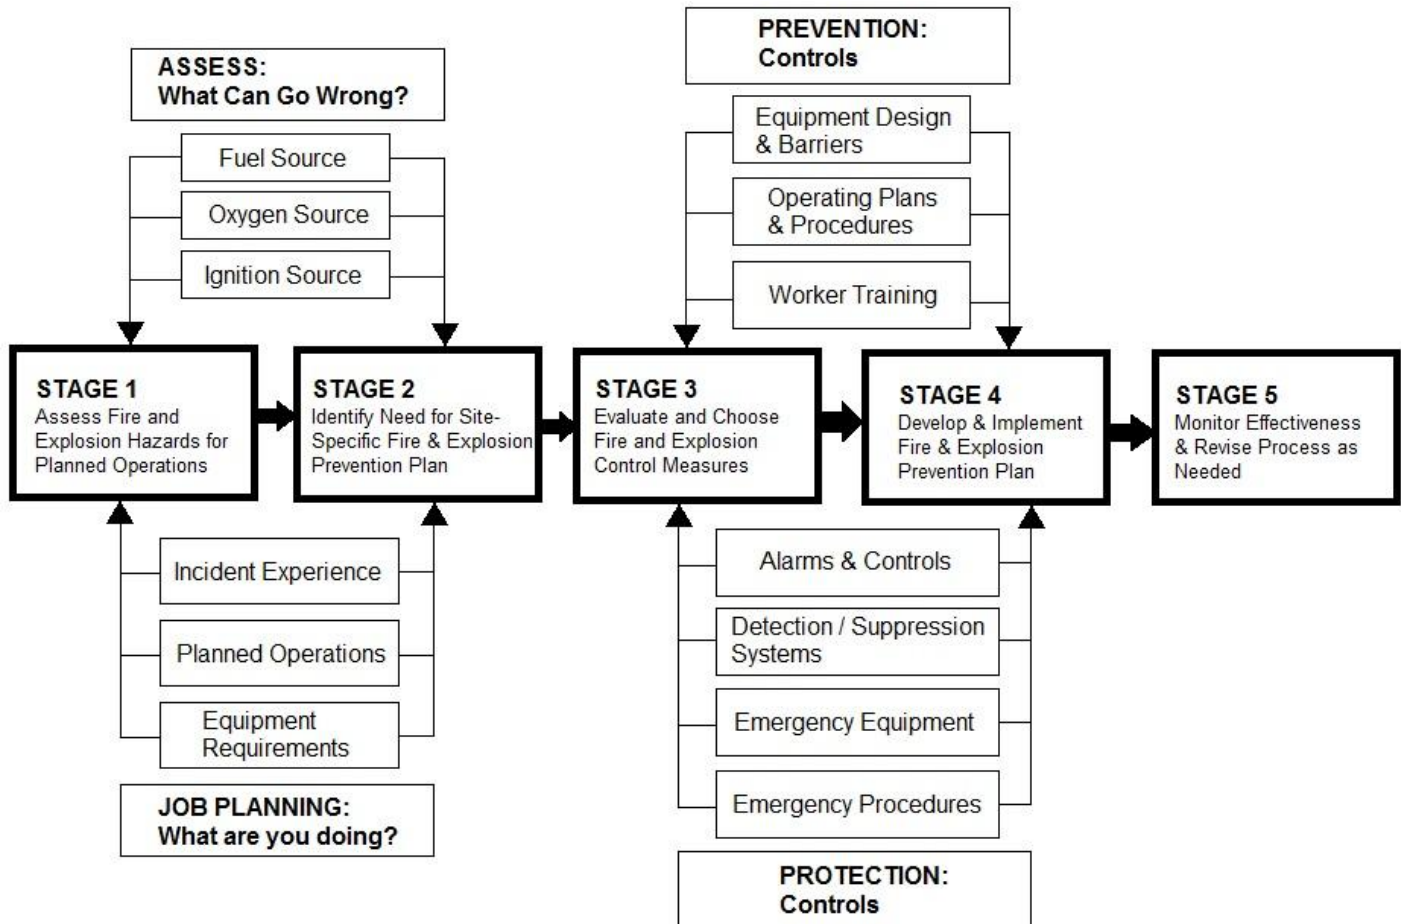 ASSESS:
What Can Go Wrong?
Fuel Source
Oxygen Source
Ignition Source
PREVENTION:
Controls
Equipment Design
& Barriers
Operating Plans
& Procedures
Worker Training
STAGE 1
Assess Fire and
Explosion Hazards for
Planned Operations
STAGE 2
Identify Need for Site-
Specific Fire & Explosion
Prevention Plan
STAGE 3
Evaluate and Choose
Fire and Explosion
Control Measures
STAGE 4
Develop & Implement
Fire & Explosion
Prevention Plan
STAGE 5
Monitor Effectiveness
& Revise Process as
Needed
Incident Experience
Planned Operations
Equipment
Requirements
JOB PLANNING:
What are you doing?
Alarms & Controls
Detection / Suppression
Systems
Emergency Equipment
Emergency Procedures
PROTECTION:
Controls